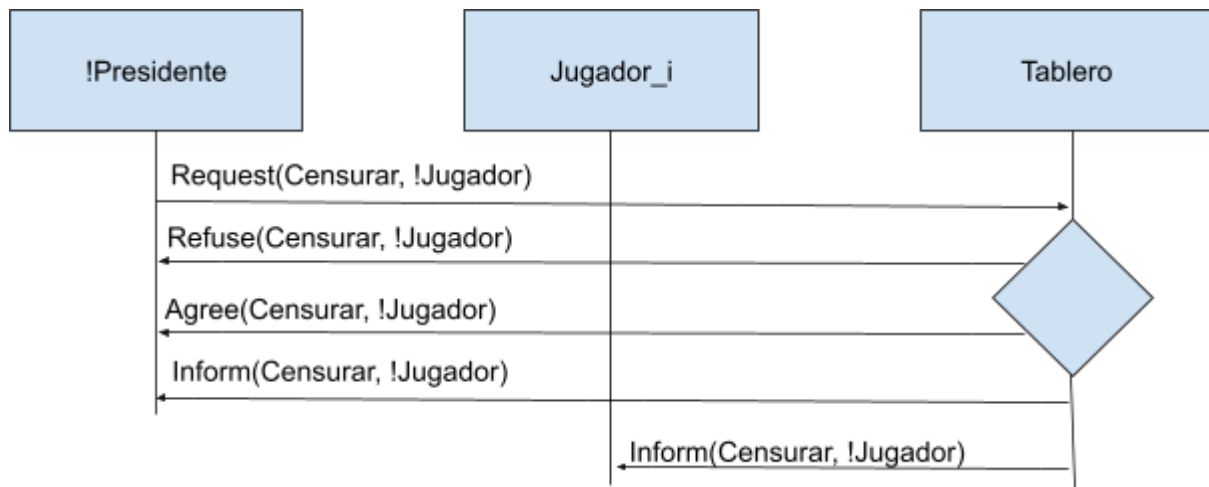 !Presidente
Jugador_i
Tablero
Request(Censurar, !Jugador)
Refuse(Censurar, !Jugador)
Agree(Censurar, !Jugador)
Inform(Censurar, !Jugador)
Inform(Censurar, !Jugador)